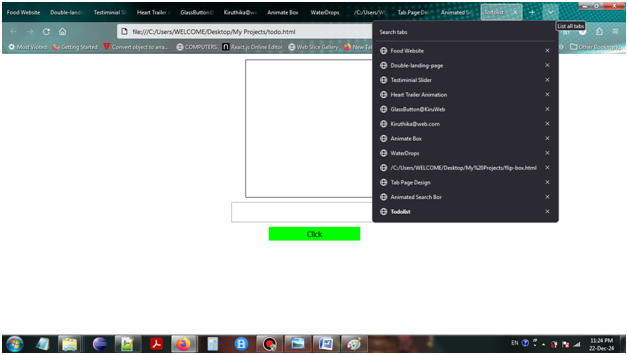 Food Website Double-land Testiminial Sl Heart Trailer GlassButton@ Kiruthika@we Animate Box WaterDrops /C:/Users/W Tab Page De Animated S Todolist
List all tabs
file:///C:/Users/WELCOME/Desktop/My Projects/todo.html
Most Visited Getting Started Convert object to arra... COMPUTERS React.js Online Editor Web Slice Gallery New Tab Other Bookmarks
Search tabs
Food Website
Double-landing-page
Testiminial Slider
Heart Trailer Animation
GlassButton@KiruWeb
Kiruthika@web.com
Animate Box
WaterDrops
/C:/Users/WELCOME/Desktop/My%20Projects/flip-box.html
Tab Page Design
Animated Search Bor
Todolist
Click
EN
11:24 PM
22-Dec-24